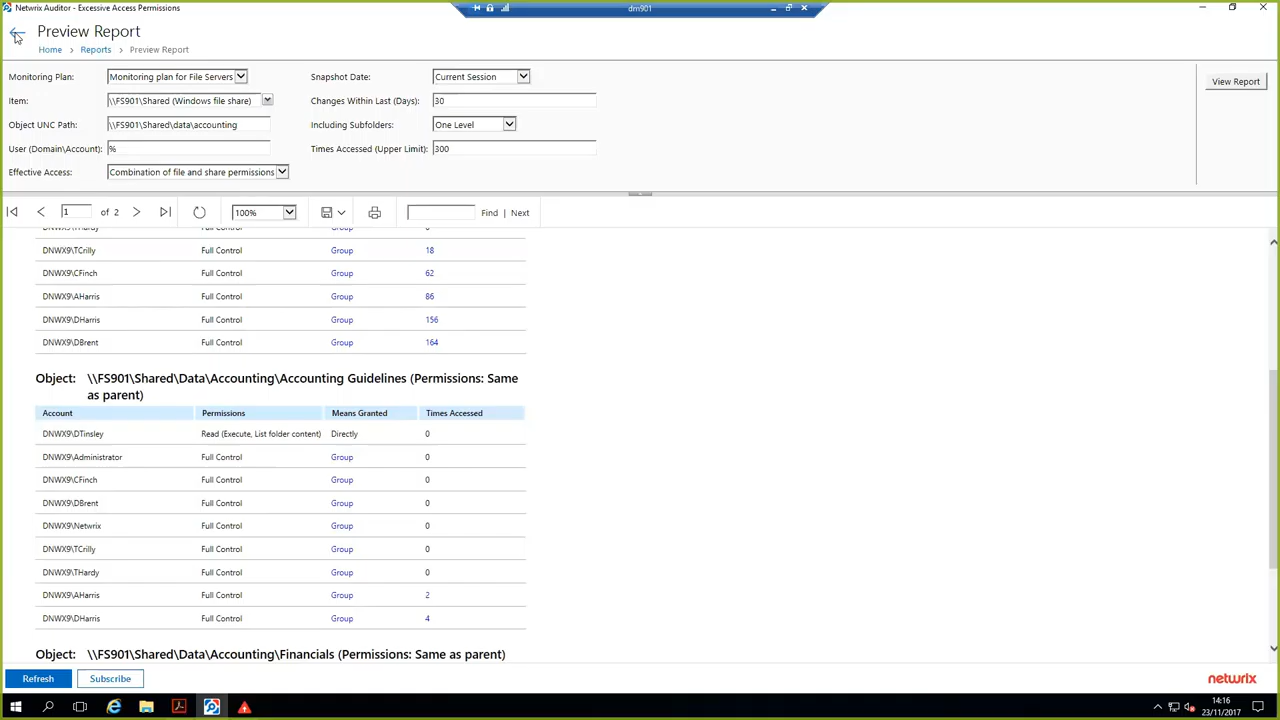 Netwrix Auditor - Excessive Access Permissions
dm901
Preview Report
Home > Reports > Preview Report
Monitoring Plan: Monitoring plan for File Servers Snapshot Date: Current Session
View Report
Item: \\FS901\Shared (Windows file share) Changes Within Last (Days): 30
Object UNC Path: \\FS901\Shared\data\accounting Including Subfolders: One Level
User (Domain\Account): % Times Accessed (Upper Limit): 300
Effective Access: Combination of file and share permissions
1 of 2 100% Find | Next
DNWX9\TCrilly Full Control Group 18
DNWX9\CFinch Full Control Group 62
DNWX9\AHarris Full Control Group 86
DNWX9\DHarris Full Control Group 156
DNWX9\DBrent Full Control Group 164
Object: \\FS901\Shared\Data\Accounting\Accounting Guidelines (Permissions: Same
as parent)
Account Permissions Means Granted Times Accessed
DNWX9\DTinsley Read (Execute, List folder content) Directly 0
DNWX9\Administrator Full Control Group 0
DNWX9\CFinch Full Control Group 0
DNWX9\DBrent Full Control Group 0
DNWX9\Netwrix Full Control Group 0
DNWX9\TCrilly Full Control Group 0
DNWX9\THardy Full Control Group 0
DNWX9\AHarris Full Control Group 2
DNWX9\DHarris Full Control Group 4
Object: \\FS901\Shared\Data\Accounting\Financials (Permissions: Same as parent)
Refresh Subscribe
netwrix
14:16
23/11/2017